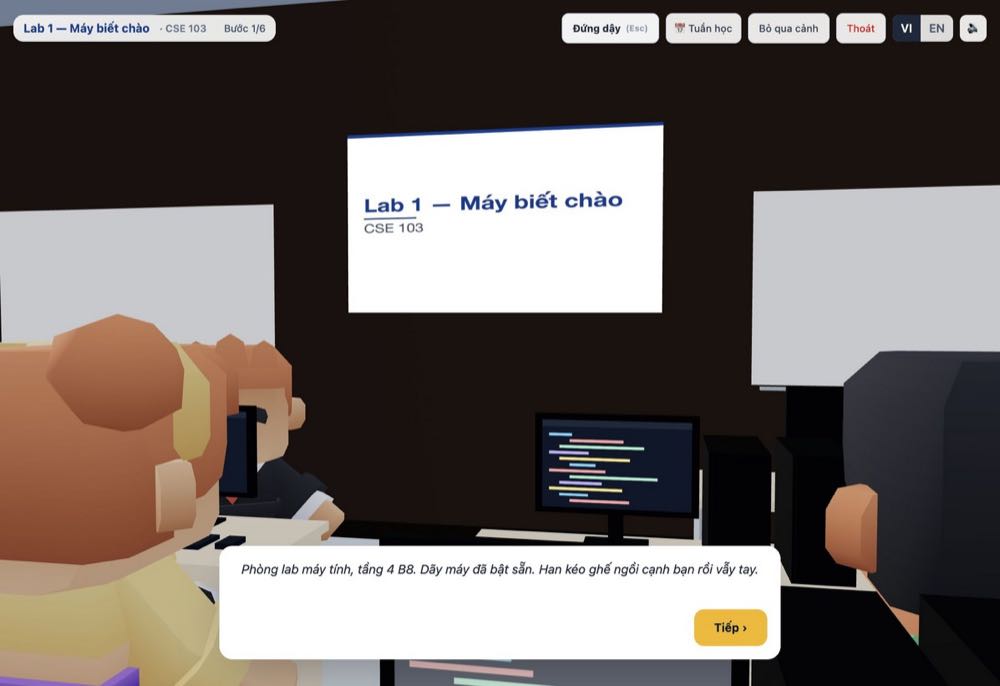 Lab 1 — Máy biết chào · CSE 103 Bước 1/6
Đứng dậy (Esc)
Tuần học
Bỏ qua cảnh
Thoát
VI EN
Lab 1 — Máy biết chào
CSE 103
Phòng lab máy tính, tầng 4 B8. Dãy máy đã bật sẵn. Han kéo ghế ngồi cạnh bạn rồi vẫy tay.
Tiếp ›